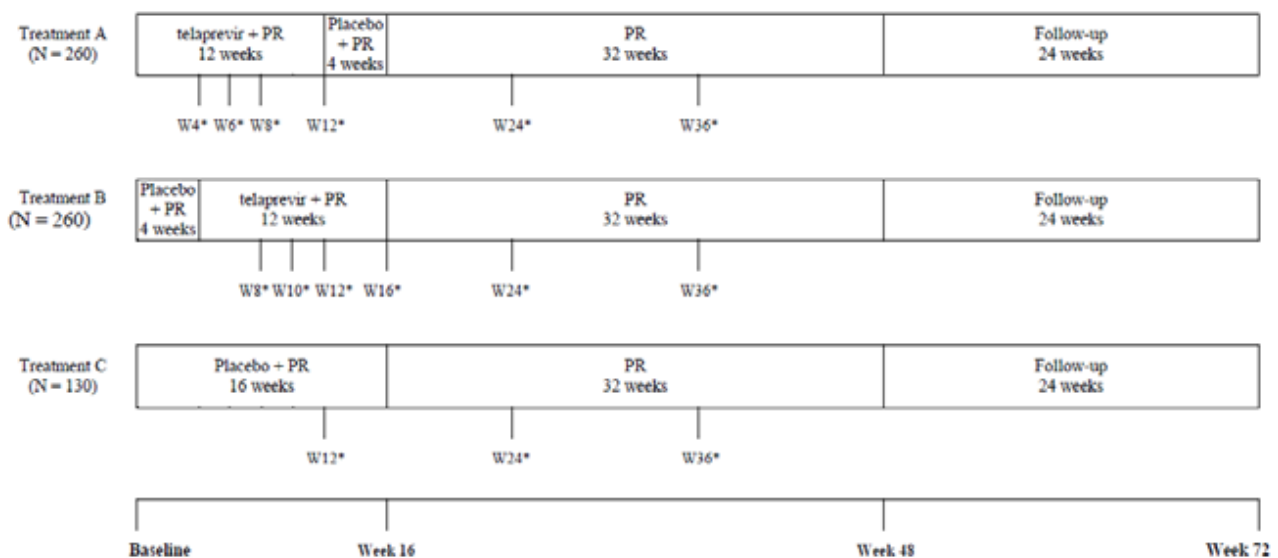 Treatment A
(N = 260)
telaprevir + PR
12 weeks
Placebo
+ PR
4 weeks
PR
32 weeks
Follow-up
24 weeks
W4* W6* W8* W12* W24* W36*
Treatment B
(N = 260)
Placebo
+ PR
4 weeks
telaprevir + PR
12 weeks
PR
32 weeks
Follow-up
24 weeks
W8* W10* W12* W16* W24* W36*
Treatment C
(N = 130)
Placebo + PR
16 weeks
PR
32 weeks
Follow-up
24 weeks
W12* W24* W36*
Baseline Week 16 Week 48 Week 72